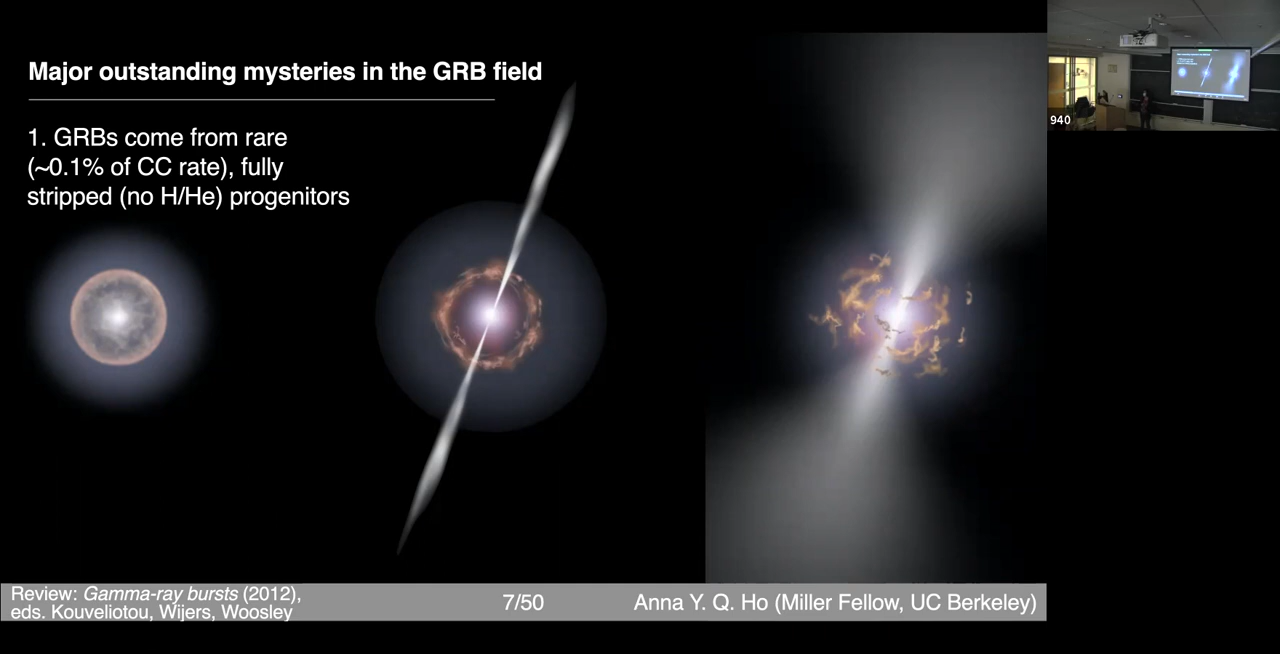 Major outstanding mysteries in the GRB field
1. GRBs come from rare
(~0.1% of CC rate), fully
stripped (no H/He) progenitors
940
Review: Gamma-ray bursts (2012),
eds. Kouveliotou, Wijers, Woosley
7/50
Anna Y. Q. Ho (Miller Fellow, UC Berkeley)